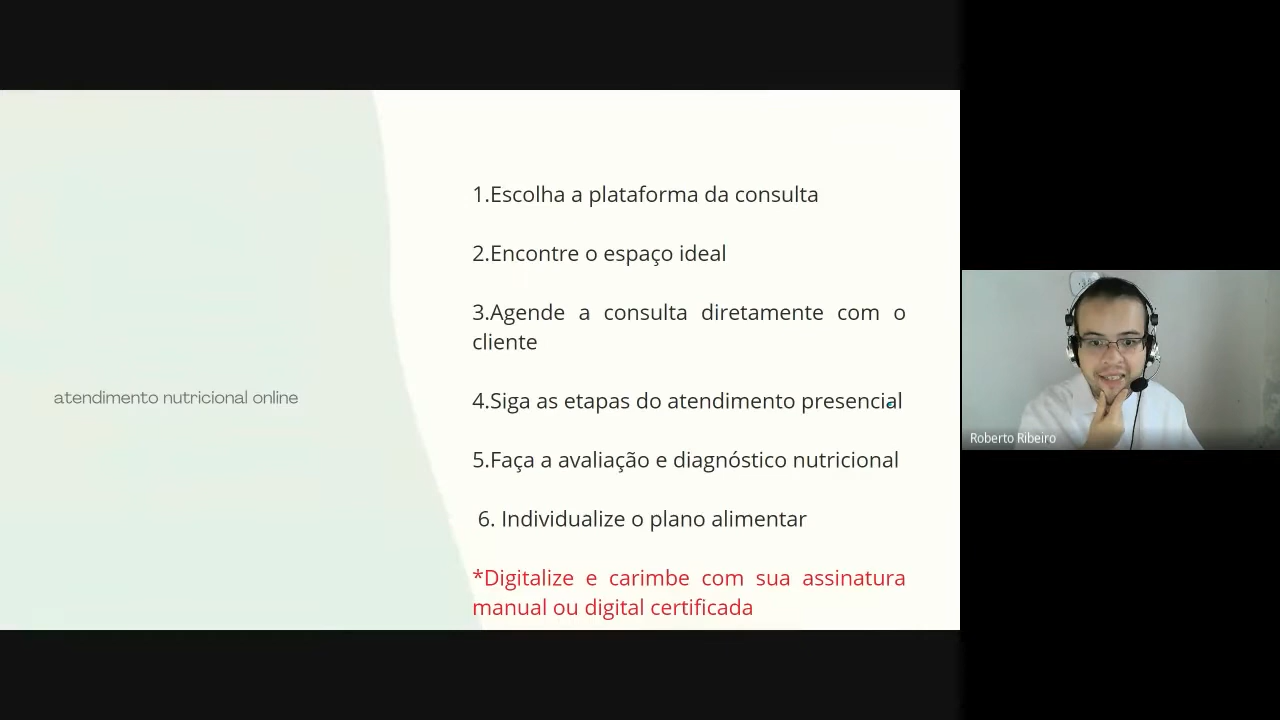 atendimento nutricional online
1.Escolha a plataforma da consulta
2.Encontre o espaço ideal
3.Agende a consulta diretamente com o
cliente
4.Siga as etapas do atendimento presencial
5.Faça a avaliação e diagnóstico nutricional
6. Individualize o plano alimentar
*Digitalize e carimbe com sua assinatura
manual ou digital certificada
Roberto Ribeiro